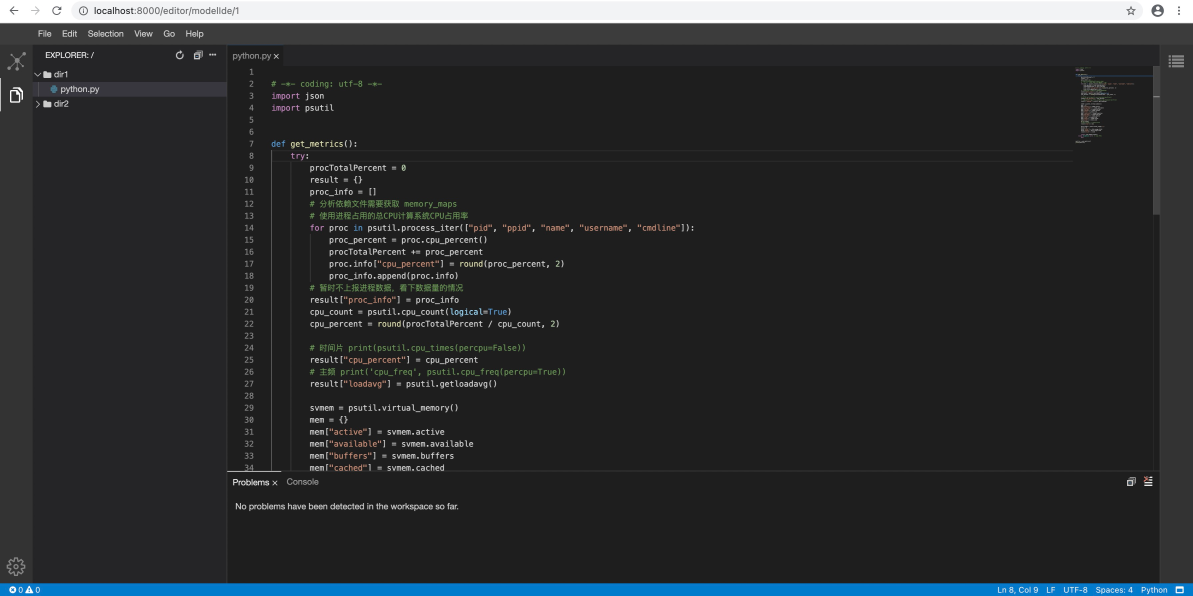 localhost:8000/editor/modelIde/1
File Edit Selection View Go Help
EXPLORER: /
dir1
python.py
dir2
python.py ×
1
2 # -*- coding: utf-8 -*-
3 import json
4 import psutil
5
6
7 def get_metrics():
8 try:
9 procTotalPercent = 0
10 result = {}
11 proc_info = []
12 # 分析依赖文件需要获取 memory_maps
13 # 使用进程占用的总CPU计算系统CPU占用率
14 for proc in psutil.process_iter(["pid", "ppid", "name", "username", "cmdline"]):
15 proc_percent = proc.cpu_percent()
16 procTotalPercent += proc_percent
17 proc.info["cpu_percent"] = round(proc_percent, 2)
18 proc_info.append(proc.info)
19 # 暂时不上报进程数据，看下数据量的情况
20 result["proc_info"] = proc_info
21 cpu_count = psutil.cpu_count(logical=True)
22 cpu_percent = round(procTotalPercent / cpu_count, 2)
23
24 # 时间片 print(psutil.cpu_times(percpu=False))
25 result["cpu_percent"] = cpu_percent
26 # 主频 print('cpu_freq', psutil.cpu_freq(percpu=True))
27 result["loadavg"] = psutil.getloadavg()
28
29 svmem = psutil.virtual_memory()
30 mem = {}
31 mem["active"] = svmem.active
32 mem["available"] = svmem.available
33 mem["buffers"] = svmem.buffers
34 mem["cached"] = svmem.cached
Problems × Console
No problems have been detected in the workspace so far.
0 0
Ln 8, Col 9 LF UTF-8 Spaces: 4 Python